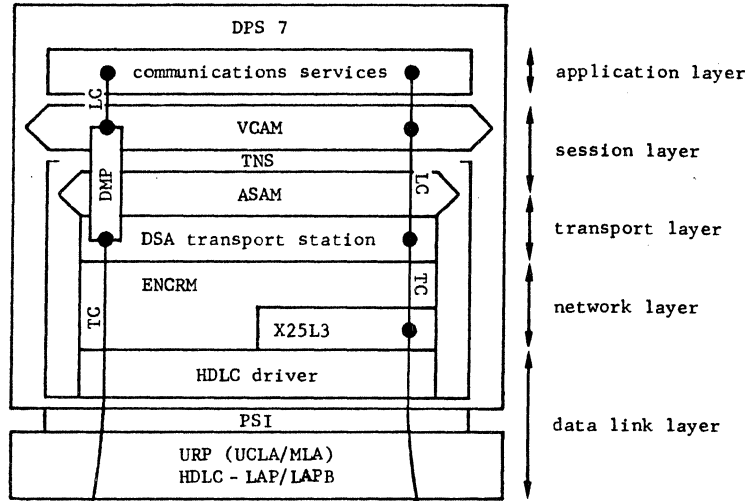 DPS 7
communications services
application layer
LC
VCAM
TNS
session layer
DMP
LC
ASAM
DSA transport station
transport layer
ENCRM
TC
TC
X25L3
network layer
HDLC driver
PSI
data link layer
URP (UCLA/MLA)
HDLC - LAP/LAPB